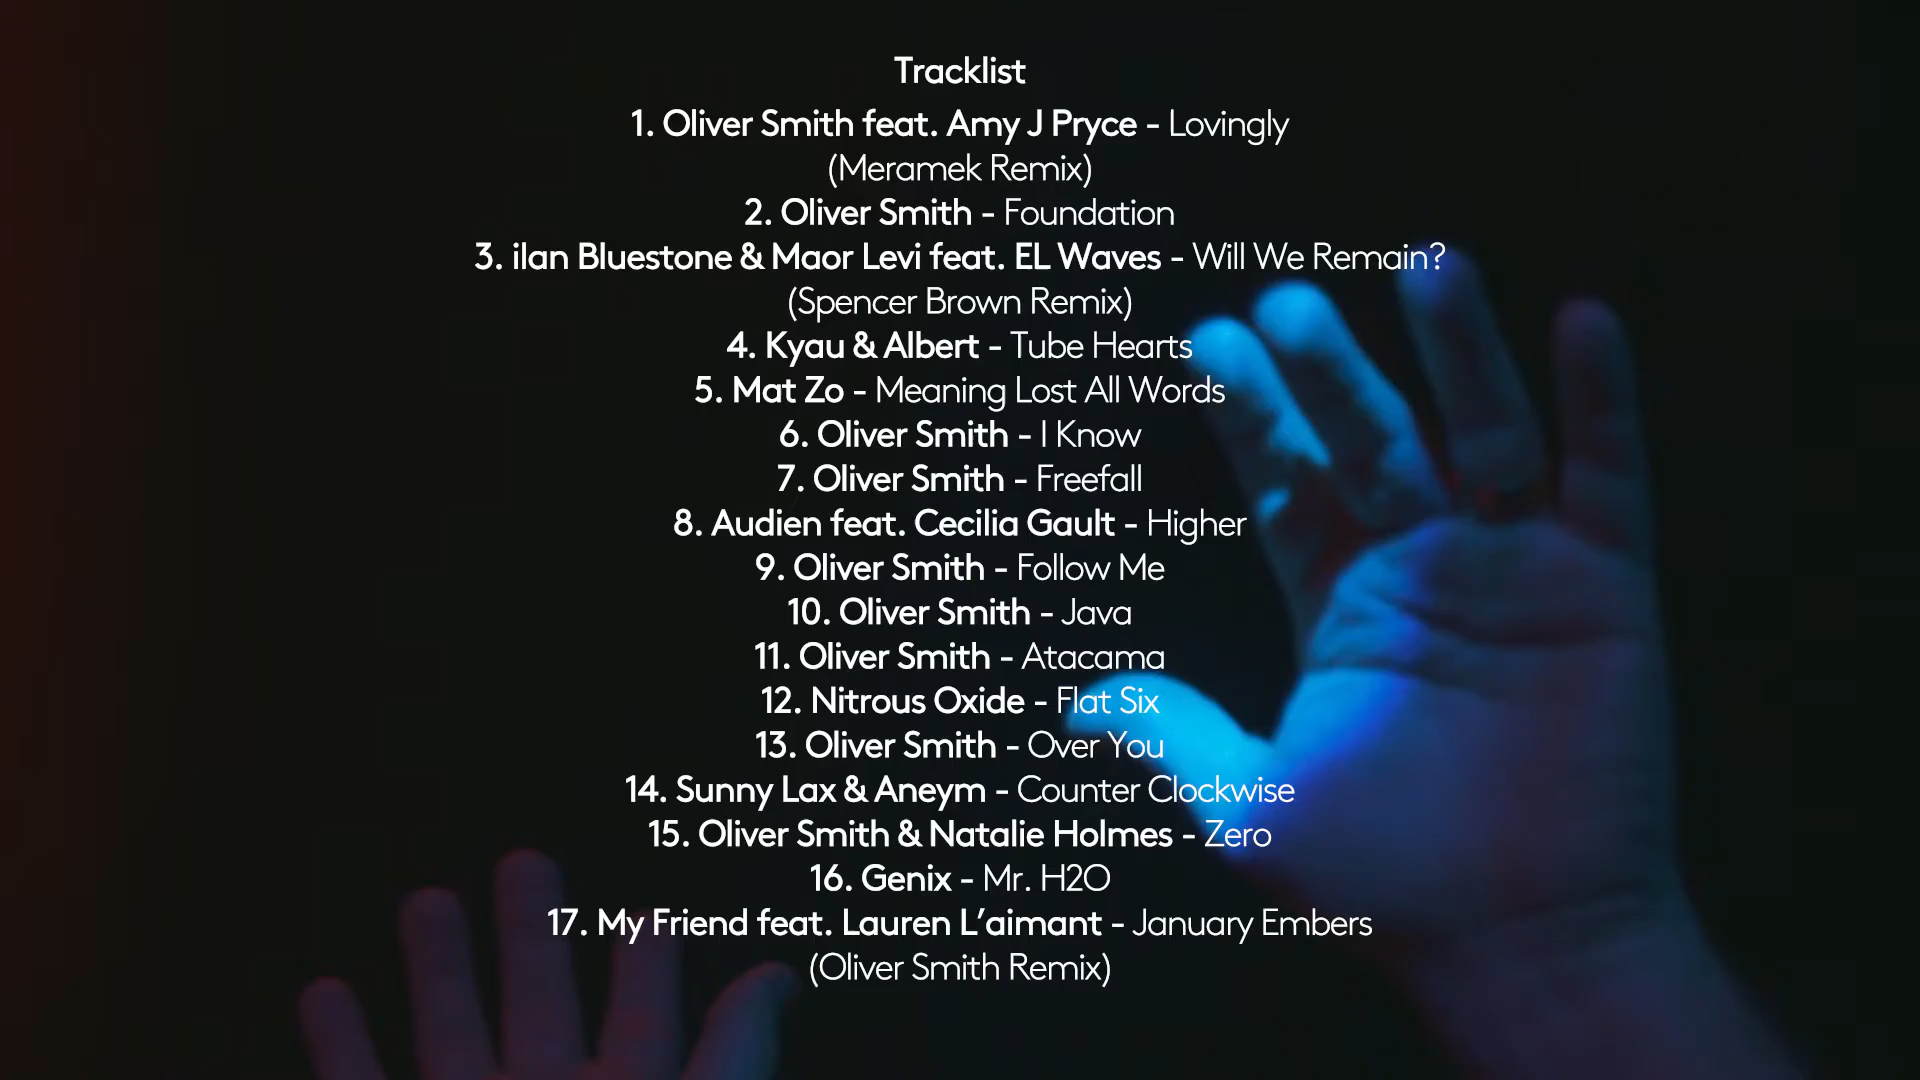 Tracklist
1. Oliver Smith feat. Amy J Pryce - Lovingly
(Meramek Remix)
2. Oliver Smith - Foundation
3. ilan Bluestone & Maor Levi feat. EL Waves - Will We Remain?
(Spencer Brown Remix)
4. Kyau & Albert - Tube Hearts
5. Mat Zo - Meaning Lost All Words
6. Oliver Smith - I Know
7. Oliver Smith - Freefall
8. Audien feat. Cecilia Gault - Higher
9. Oliver Smith - Follow Me
10. Oliver Smith - Java
11. Oliver Smith - Atacama
12. Nitrous Oxide - Flat Six
13. Oliver Smith - Over You
14. Sunny Lax & Aneym - Counter Clockwise
15. Oliver Smith & Natalie Holmes - Zero
16. Genix - Mr. H2O
17. My Friend feat. Lauren L’aimant - January Embers
(Oliver Smith Remix)